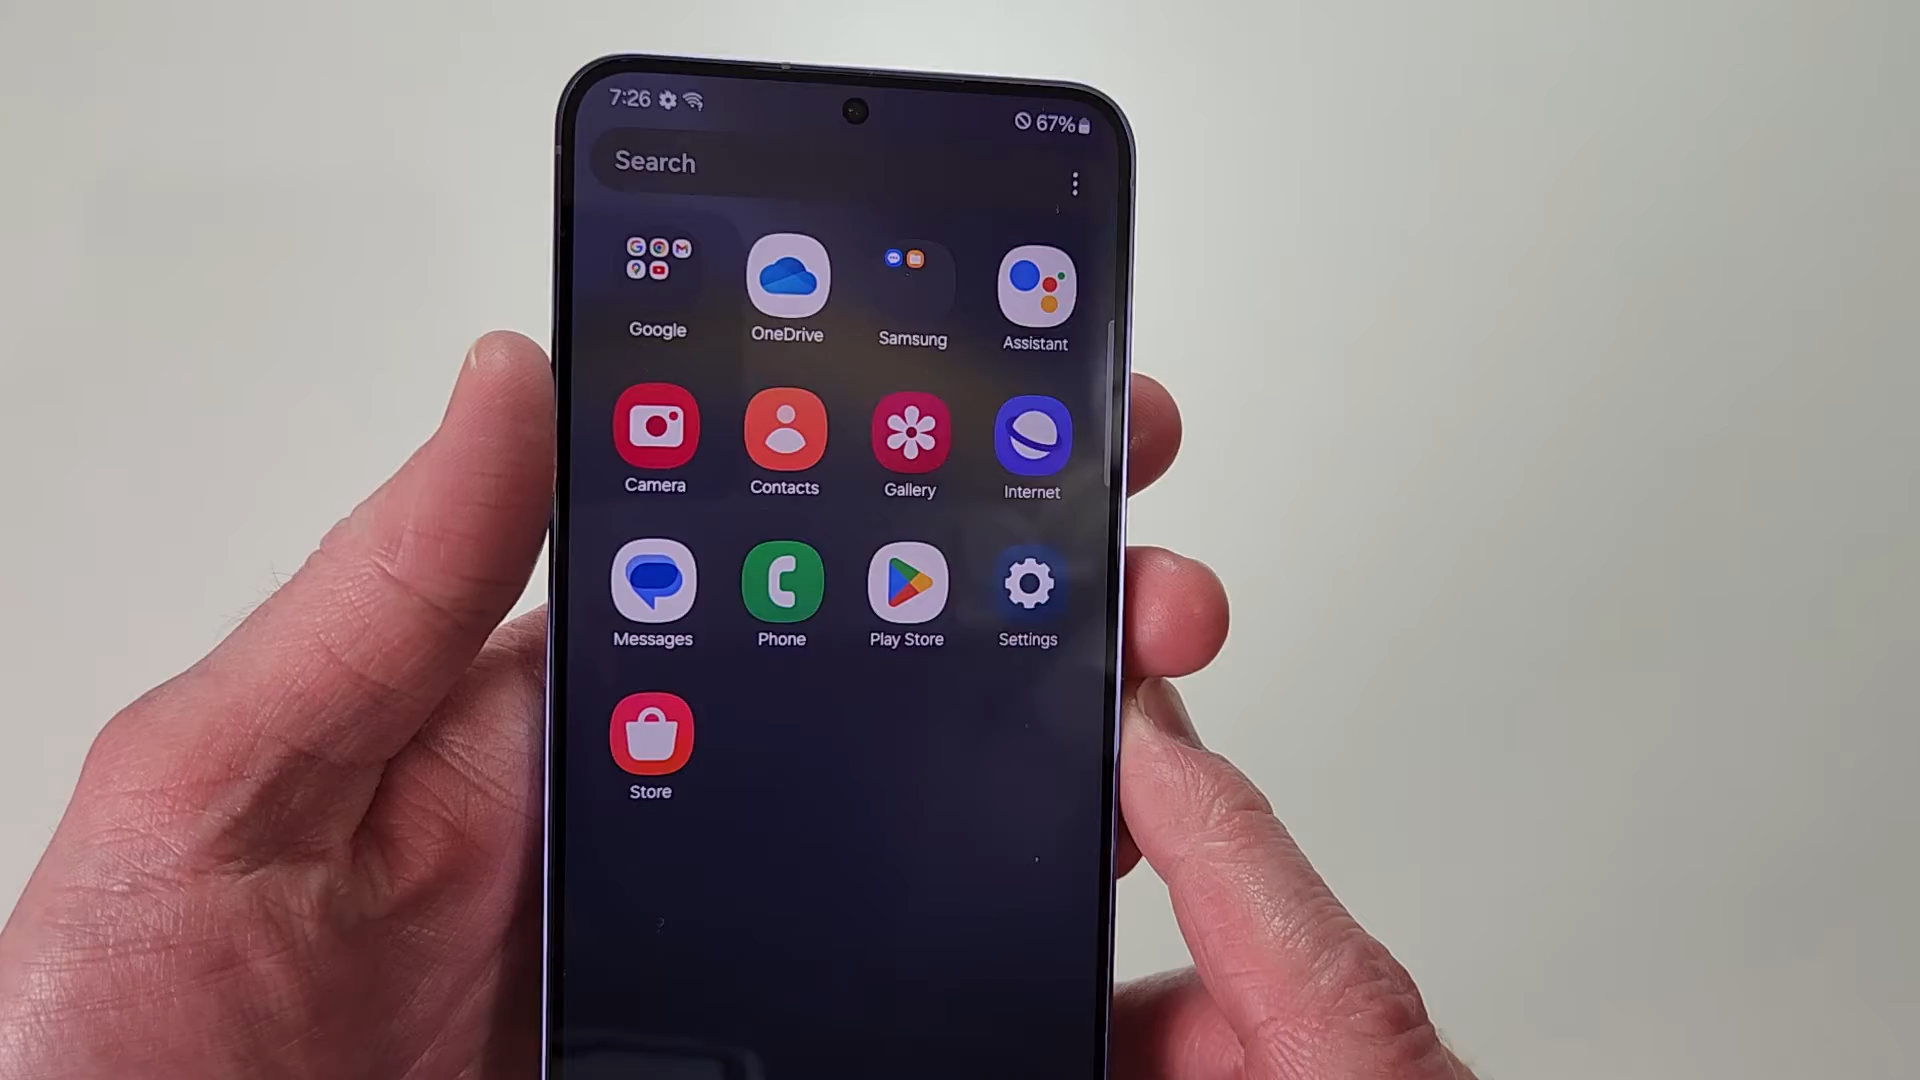 7:26 67%
Search
Google OneDrive Samsung Assistant
Camera Contacts Gallery Internet
Messages Phone Play Store Settings
Store